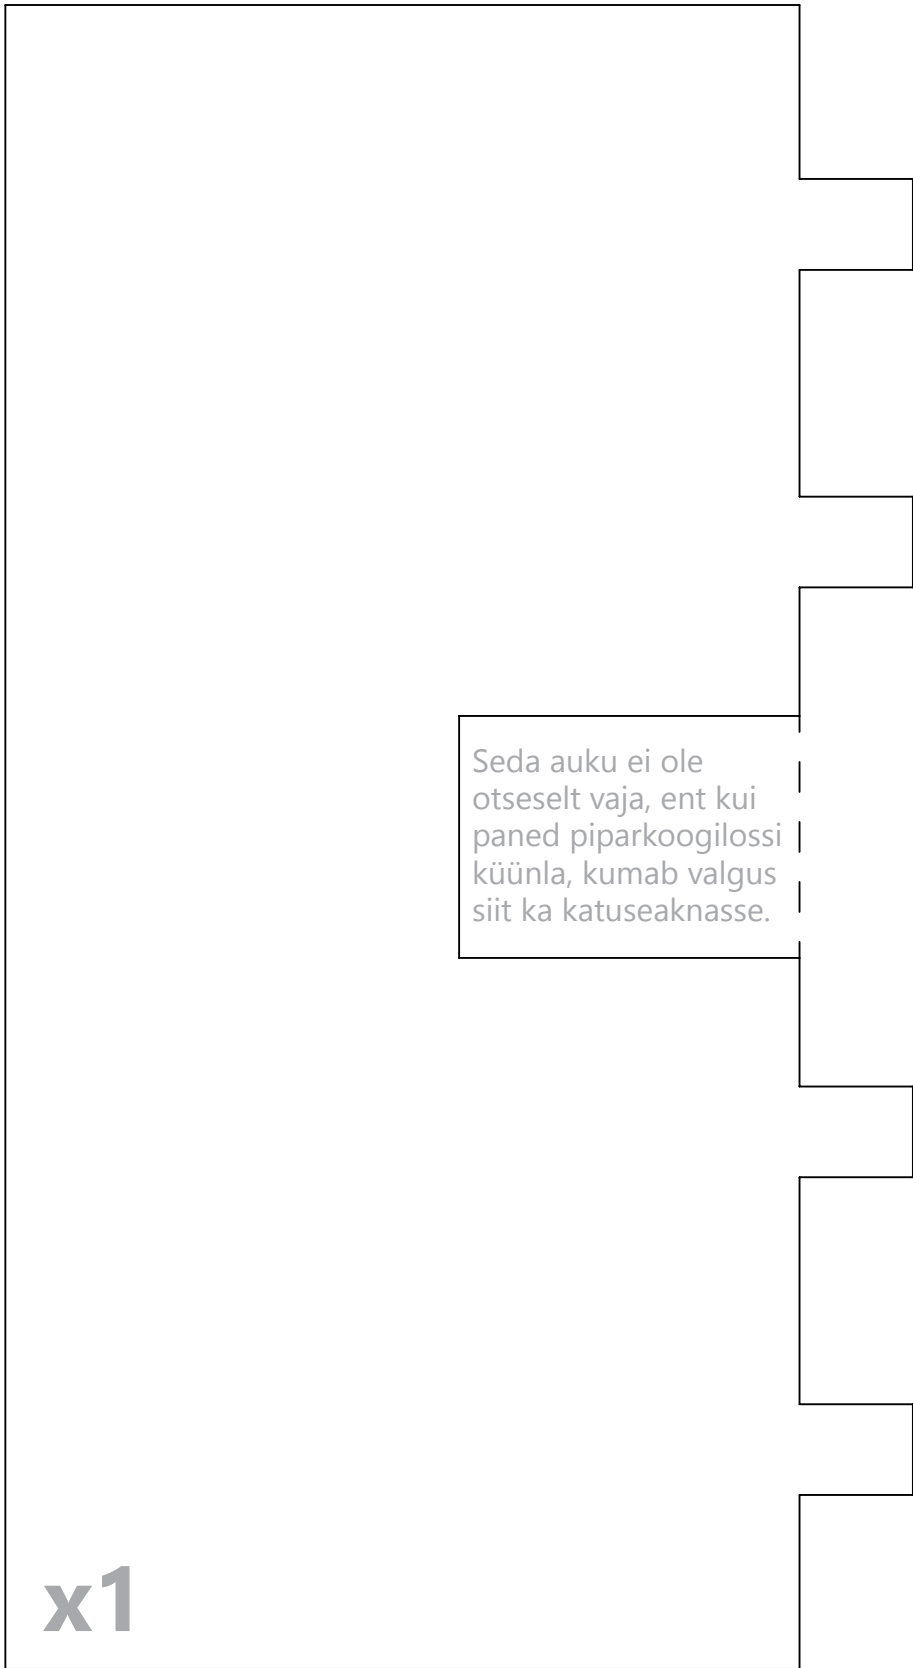 Seda auku ei ole
otseselt vaja, ent kui
paned piparkoogilossi
küünla, kumab valgus
siit ka katuseaknasse.
x1